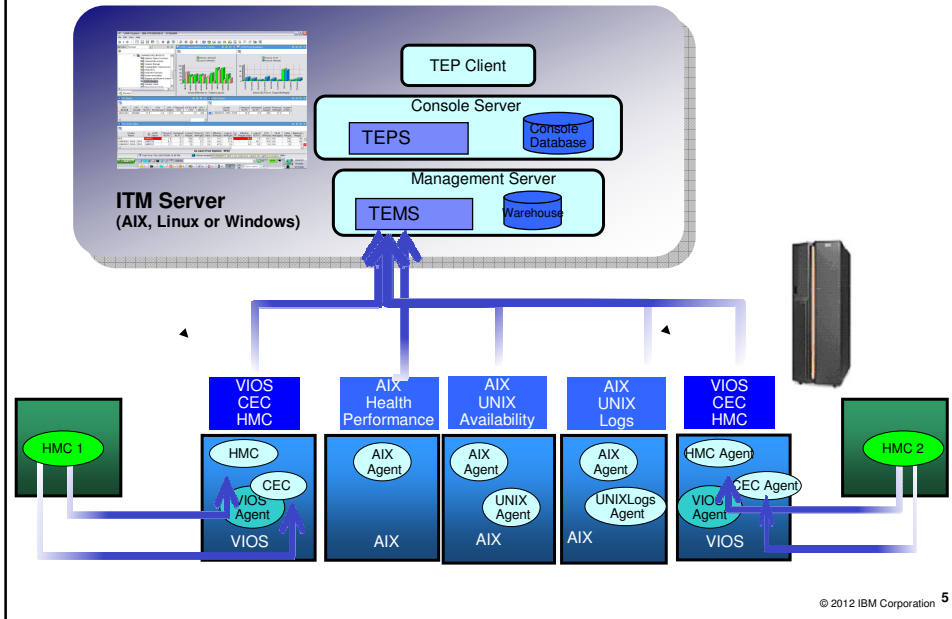 TEP Client
Console Server
TEPS
Console
Database
Management Server
TEMS
Warehouse
ITM Server
(AIX, Linux or Windows)
VIOS
CEC
HMC
AIX
Health
Performance
AIX
UNIX
Availability
AIX
UNIX
Logs
VIOS
CEC
HMC
HMC 1
HMC
CEC
VIOS
Agent
VIOS
AIX
Agent
AIX
AIX
Agent
UNIX
Agent
AIX
AIX
Agent
UNIXLogs
Agent
AIX
HMC Agent
CEC Agent
VIOS
Agent
VIOS
HMC 2
© 2012 IBM Corporation 5